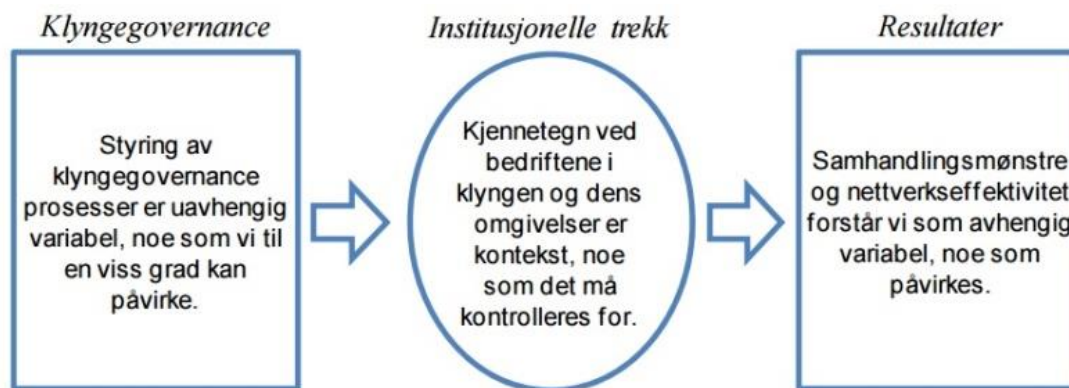 Klyngegovernance
Styring av
klyngegovernance
prosesser er uavhengig
variabel, noe som vi til
en viss grad kan
påvirke.
Institusjonelle trekk
Kjennetegn ved
bedriftene i
klyngen og dens
omgivelser er
kontekst, noe
som det må
kontrolleres for.
Resultater
Samhandlingsmønstre
og nettverkseffektivitet
forstår vi som avhengig
variabel, noe som
påvirkes.